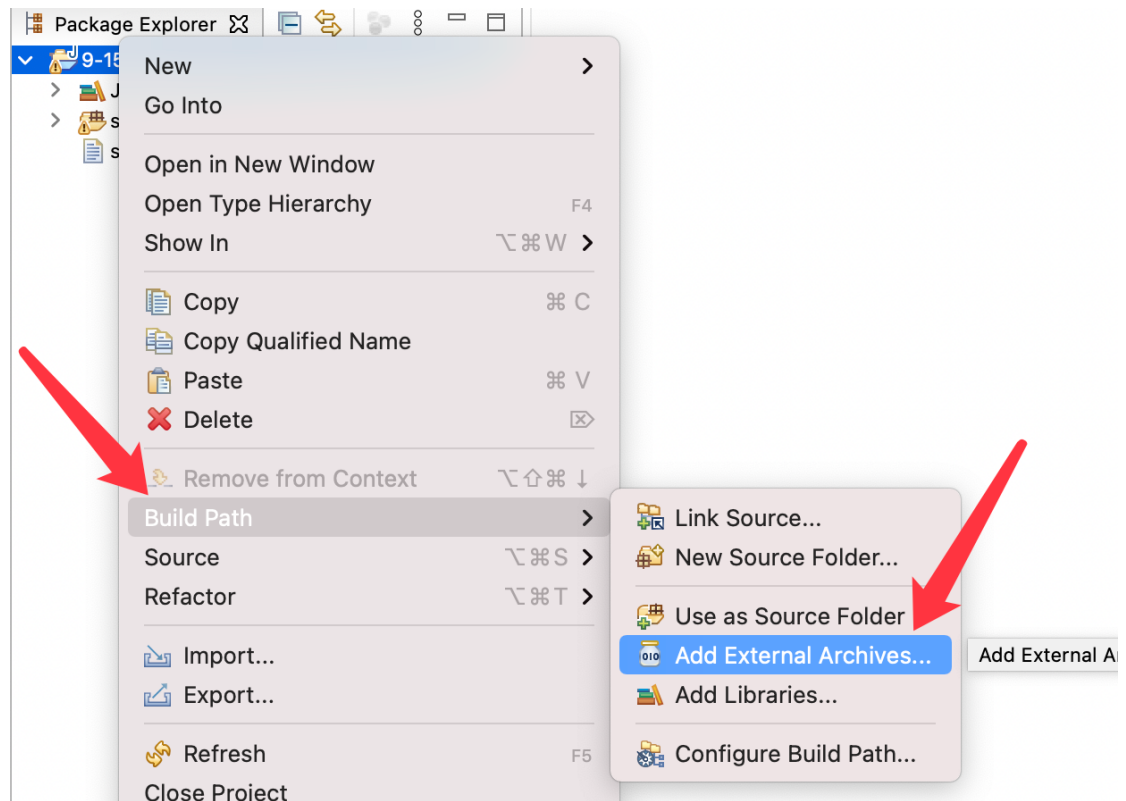 Package Explorer
9-15
J
s
s
New
Go Into
Open in New Window
Open Type Hierarchy F4
Show In ⌥⌘W
Copy ⌘ C
Copy Qualified Name
Paste ⌘ V
Delete ⌦
Remove from Context ⌥⇧⌘↓
Build Path
Source ⌥⌘S
Refactor ⌥⌘T
Import...
Export...
Refresh F5
Close Project
Link Source...
New Source Folder...
Use as Source Folder
Add External Archives...
Add Libraries...
Configure Build Path...
Add External A